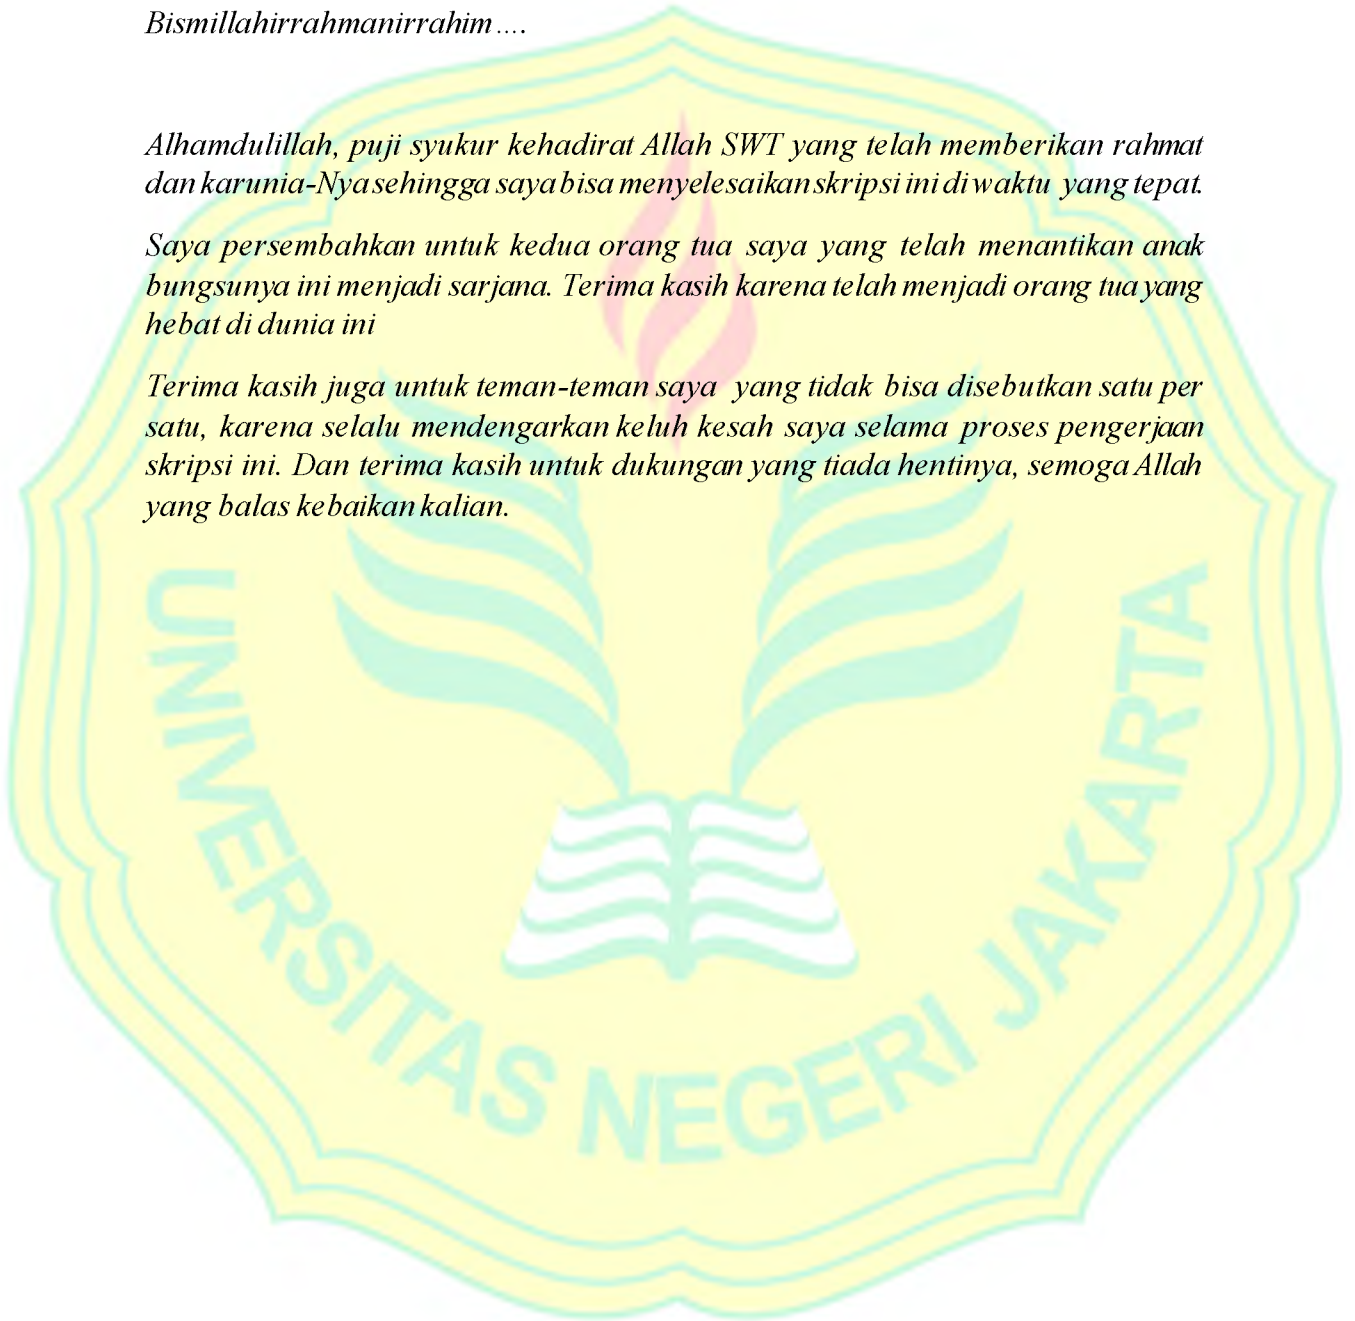 Bismillahirrahmanirrahim ....
Alhamdulillah, puji syukur kehadirat Allah SWT yang telah memberikan rahmat
dan karunia-Nya sehingga saya bisa menyelesaikan skripsi ini di waktu yang tepat.
Saya persembahkan untuk kedua orang tua saya yang telah menantikan anak
bungsunya ini menjadi sarjana. Terima kasih karena telah menjadi orang tua yang
hebat di dunia ini
Terima kasih juga untuk teman-teman saya yang tidak bisa disebutkan satu per
satu, karena selalu mendengarkan keluh kesah saya selama proses pengerjaan
skripsi ini. Dan terima kasih untuk dukungan yang tiada hentinya, semoga Allah
yang balas kebaikan kalian.
UNIVERSITAS NEGERI JAKARTA